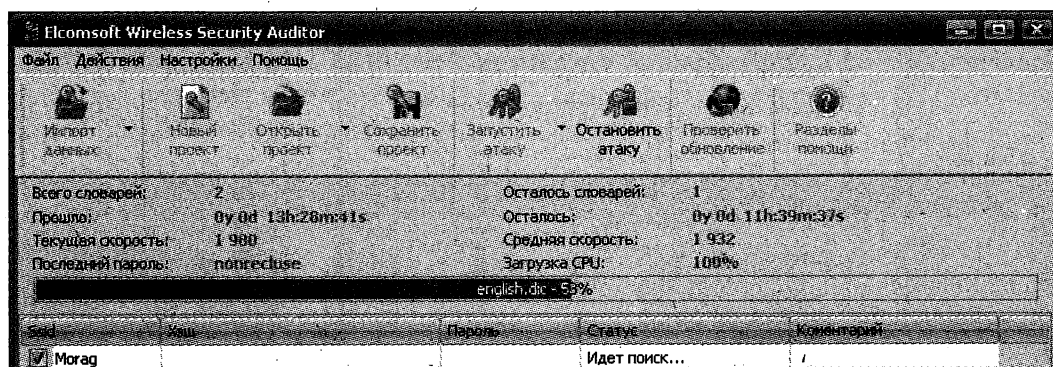 Elcomsoft Wireless Security Auditor
Файл Действия Настройки Помощь
Импорт данных
Новый проект
Открыть проект
Сохранить проект
Запустить атаку
Остановить атаку
Проверить обновление
Разделы помощи
Всего словарей: 2 Осталось словарей: 1
Прошло: 0y 0d 13h:28m:41s Осталось: 0y 0d 11h:39m:37s
Текущая скорость: 1 980 Средняя скорость: 1 932
Последний пароль: nonrecluse Загрузка CPU: 100%
english.dic - 53%
Ssid Хэш Пароль Статус Коментарий
Morag Идет поиск...